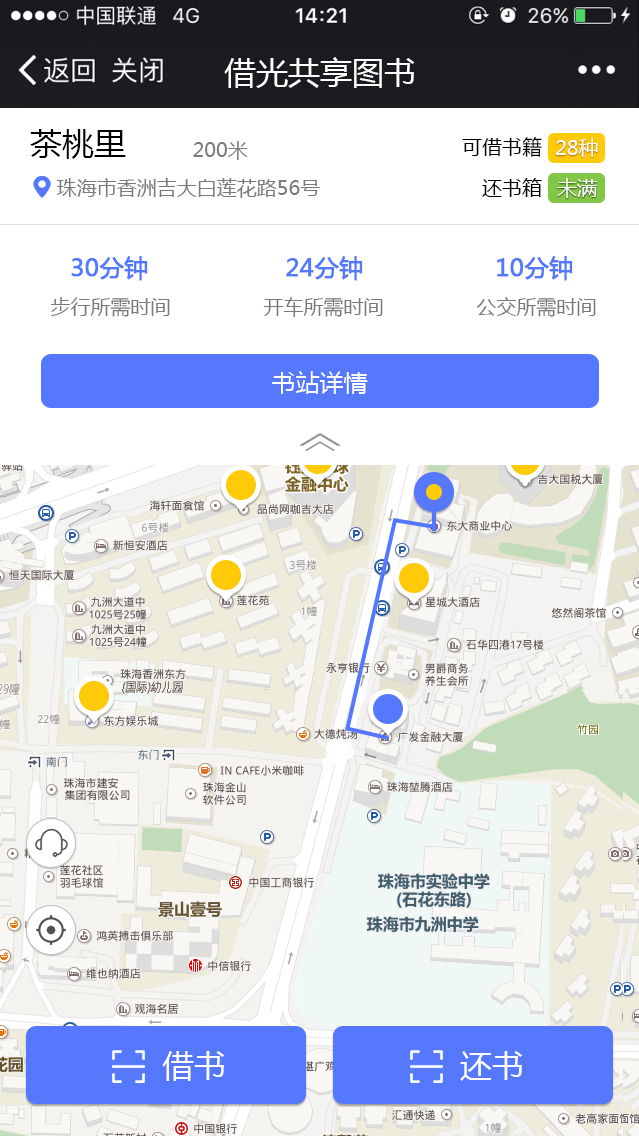 中国联通 4G 14:21 26%
返回 关闭 借光共享图书
茶桃里 200米 可借书籍 28种
珠海市香洲吉大白莲花路56号 还书箱 未满
30分钟 24分钟 10分钟
步行所需时间 开车所需时间 公交所需时间
书站详情
金融中心
吉大国税大厦
海轩面食馆
品尚网咖吉大店
6号楼
东大商业中心
新恒安酒店
3号楼
恒天国际大厦
莲花苑
星城大酒店
九洲大道中
1025号25幢
1幢
悠然阁茶馆
九洲大道中
1025号24幢
石华四港17号楼
永亨银行
男爵商务
养生会所
珠海香洲东方
(国际)幼儿园
29幢
22幢
东方娱乐城
大德炖汤
广发金融大厦
竹园
南门
东门
IN CAFE小米咖啡
珠海市建安
集团有限公司
珠海金山
软件公司
珠海堃腾酒店
莲花社区
羽毛球馆
中国工商银行
珠海市实验中学
(石花东路)
景山壹号
珠海市九洲中学
鸿英搏击俱乐部
中信银行
维也纳酒店
观海名居
借书 还书
花园
湛广鸡
汇通快递
老高家面馆
中国银行
1幢